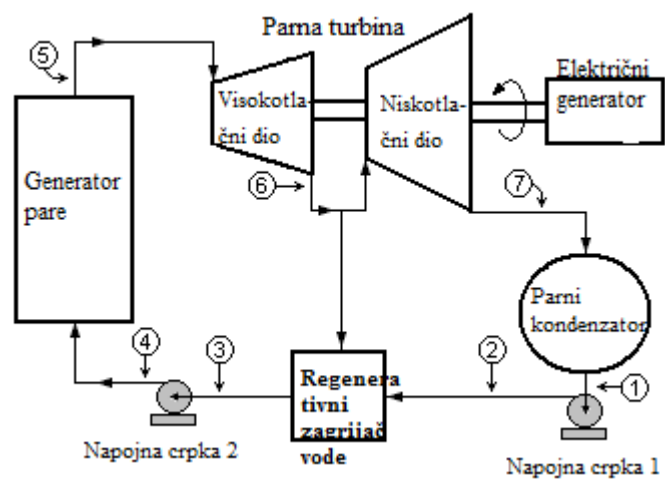 Parna turbina
5
Visokotla-
čni dio
Niskotla-
čni dio
Električni
generator
6
7
Generator
pare
Parni
kondenzator
4
3
2
1
Regenera
tivni
zagrijač
vode
Napojna crpka 2
Napojna crpka 1